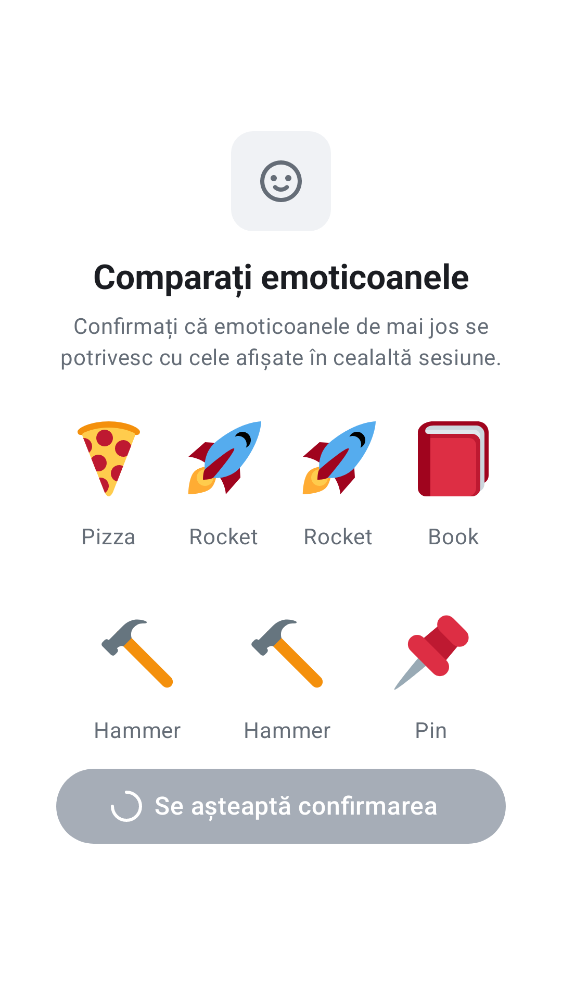 Comparați emoticoanele
Confirmați că emoticoanele de mai jos se
potrivesc cu cele afișate în cealaltă sesiune.
Pizza Rocket Rocket Book
Hammer Hammer Pin
Se așteaptă confirmarea